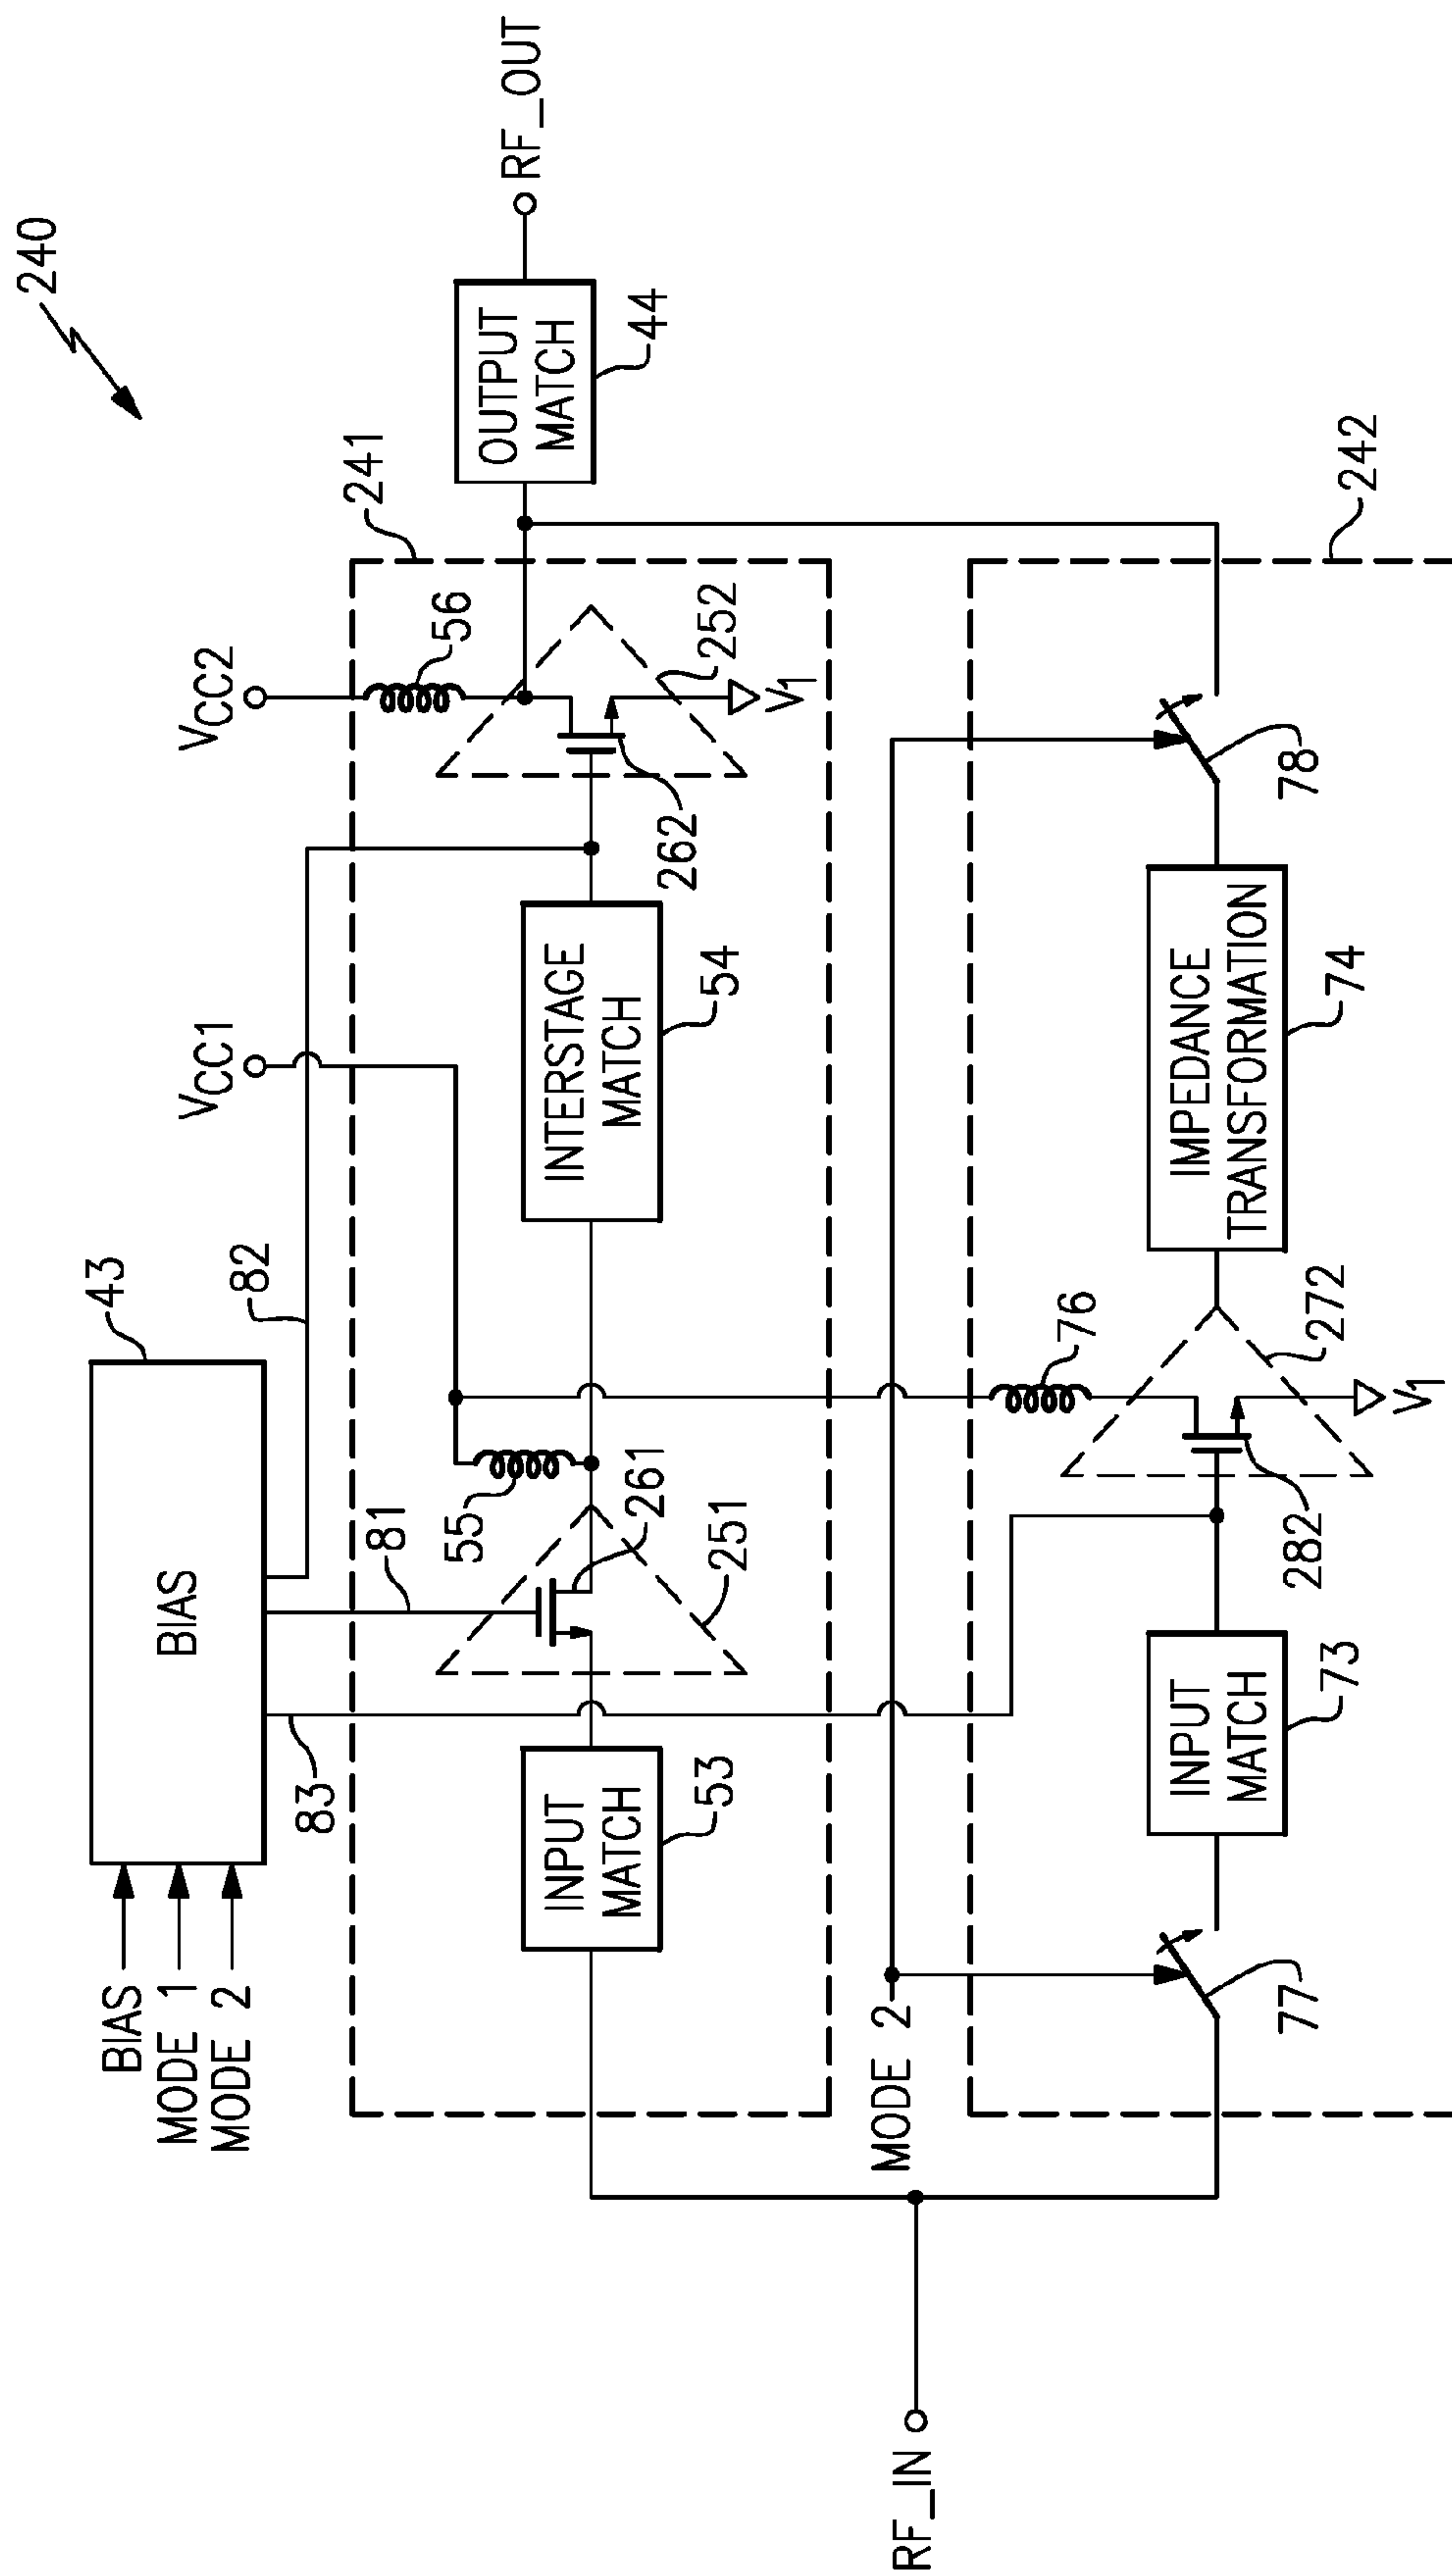 240
43
BIAS
MODE 1
MODE 2
BIAS
83
81
82
VCC1
VCC2
241
55
56
INPUT
MATCH
53
261
251
INTERSTAGE
MATCH
54
262
252
V1
OUTPUT
MATCH
44
RF_OUT
RF_IN
MODE 2
242
77
INPUT
MATCH
73
76
282
272
V1
IMPEDANCE
TRANSFORMATION
74
78